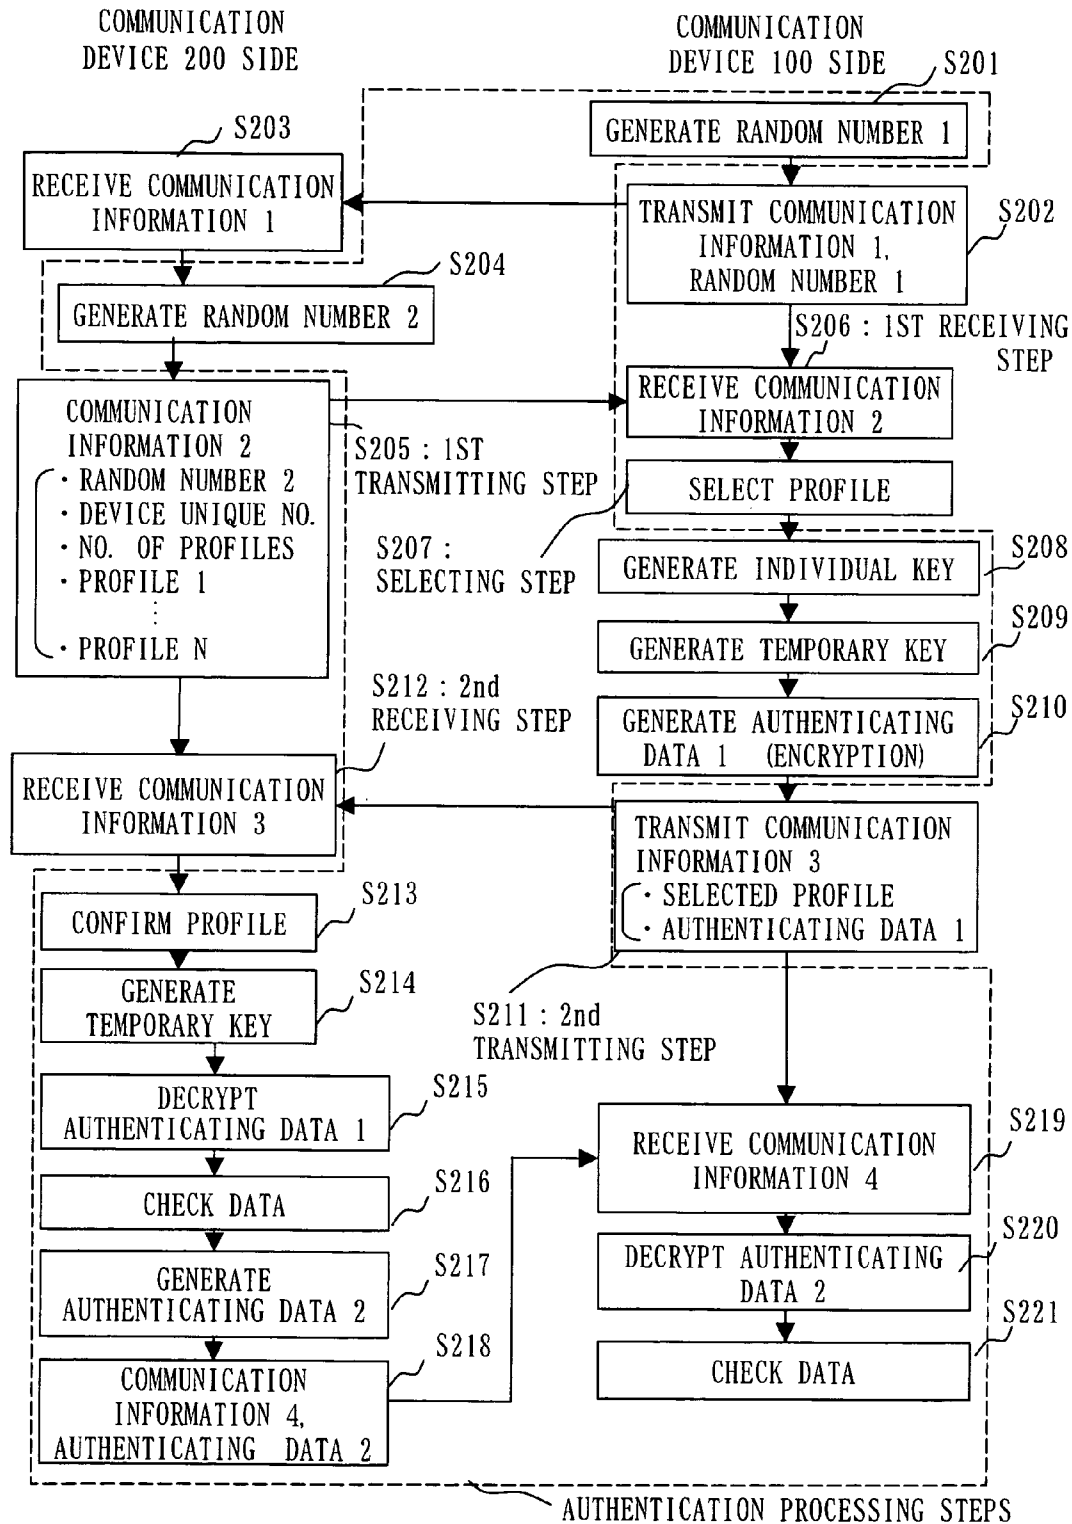 COMMUNICATION
DEVICE 200 SIDE
COMMUNICATION
DEVICE 100 SIDE
S201
GENERATE RANDOM NUMBER 1
S203
RECEIVE COMMUNICATION
INFORMATION 1
TRANSMIT COMMUNICATION
INFORMATION 1,
RANDOM NUMBER 1
S202
S204
GENERATE RANDOM NUMBER 2
S206 : 1ST RECEIVING
STEP
RECEIVE COMMUNICATION
INFORMATION 2
COMMUNICATION
INFORMATION 2
· RANDOM NUMBER 2
· DEVICE UNIQUE NO.
· NO. OF PROFILES
· PROFILE 1
⋮
· PROFILE N
S205 : 1ST
TRANSMITTING STEP
SELECT PROFILE
S207 :
SELECTING STEP
GENERATE INDIVIDUAL KEY
S208
GENERATE TEMPORARY KEY
S209
GENERATE AUTHENTICATING
DATA 1 (ENCRYPTION)
S210
S212 : 2nd
RECEIVING STEP
RECEIVE COMMUNICATION
INFORMATION 3
TRANSMIT COMMUNICATION
INFORMATION 3
· SELECTED PROFILE
· AUTHENTICATING DATA 1
S211 : 2nd
TRANSMITTING STEP
CONFIRM PROFILE
S213
GENERATE
TEMPORARY KEY
S214
DECRYPT
AUTHENTICATING DATA 1
S215
CHECK DATA
S216
GENERATE
AUTHENTICATING DATA 2
S217
COMMUNICATION
INFORMATION 4,
AUTHENTICATING DATA 2
S218
RECEIVE COMMUNICATION
INFORMATION 4
S219
DECRYPT AUTHENTICATING
DATA 2
S220
CHECK DATA
S221
AUTHENTICATION PROCESSING STEPS